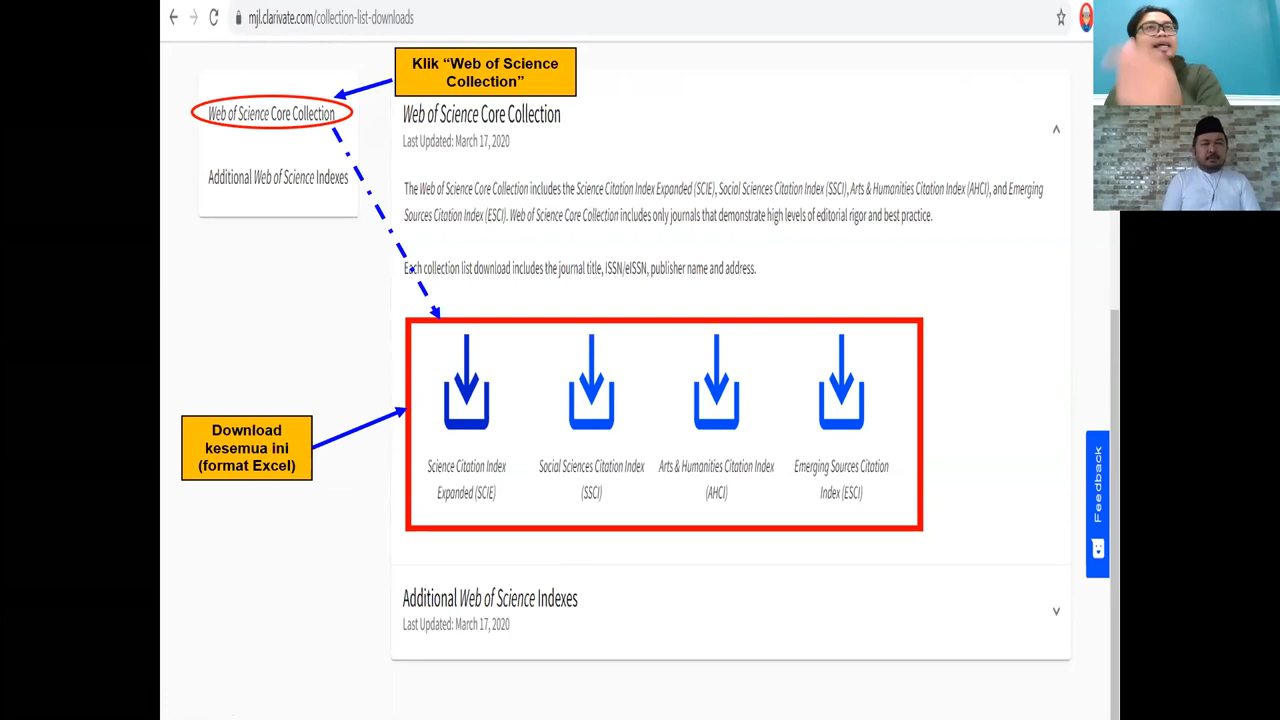 mjl.clarivate.com/collection-list-downloads
Klik “Web of Science
Collection”
Web of Science Core Collection
Additional Web of Science Indexes
Web of Science Core Collection
Last Updated: March 17, 2020
The Web of Science Core Collection includes the Science Citation Index Expanded (SCIE), Social Sciences Citation Index (SSCI), Arts & Humanities Citation Index (AHCI), and Emerging
Sources Citation Index (ESCI). Web of Science Core Collection includes only journals that demonstrate high levels of editorial rigor and best practice.
Each collection list download includes the journal title, ISSN/eISSN, publisher name and address.
Download
kesemua ini
(format Excel)
Science Citation Index
Expanded (SCIE)
Social Sciences Citation Index
(SSCI)
Arts & Humanities Citation Index
(AHCI)
Emerging Sources Citation
Index (ESCI)
Feedback
Additional Web of Science Indexes
Last Updated: March 17, 2020